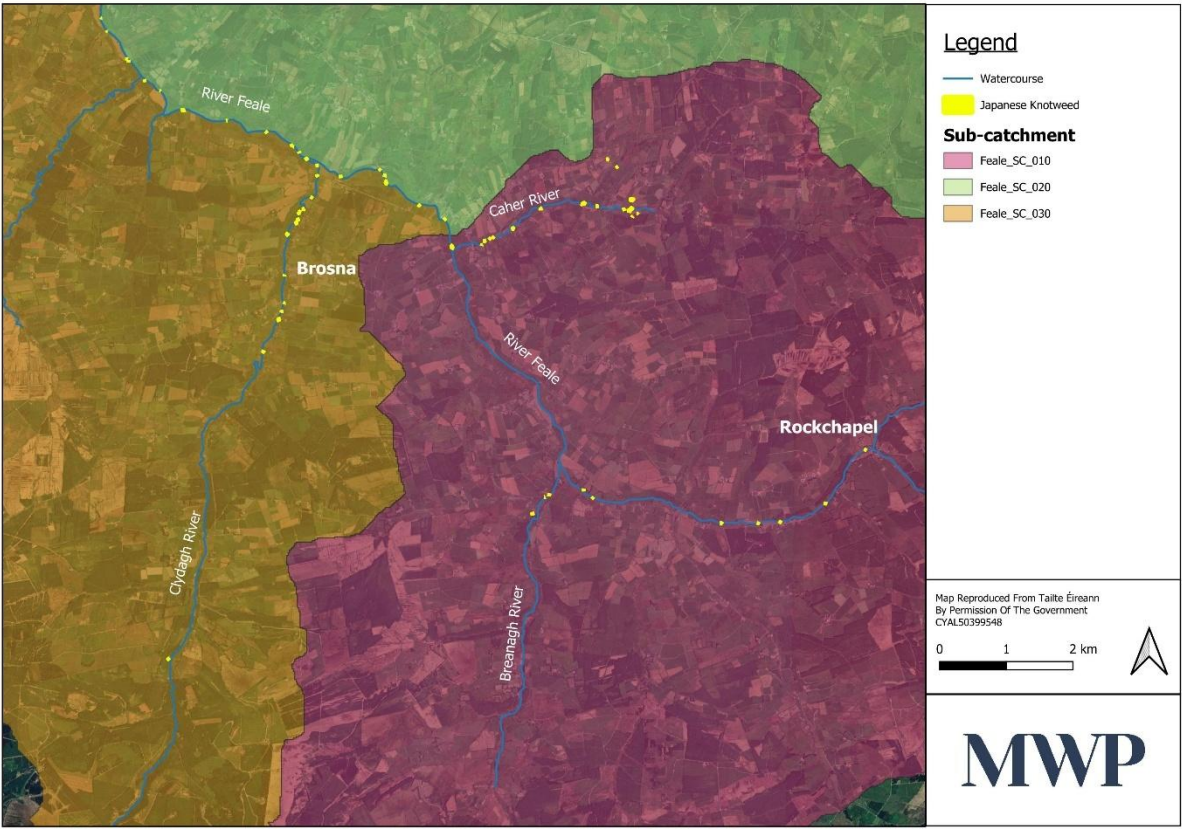 River Feale
Caher River
Brosna
River Feale
Rockchapel
Clydagh River
Breanagh River
Legend
Watercourse
Japanese Knotweed
Sub-catchment
Feale_SC_010
Feale_SC_020
Feale_SC_030
Map Reproduced From Tailte Éireann
By Permission Of The Government
CYAL50399548
0 1 2 km
MWP